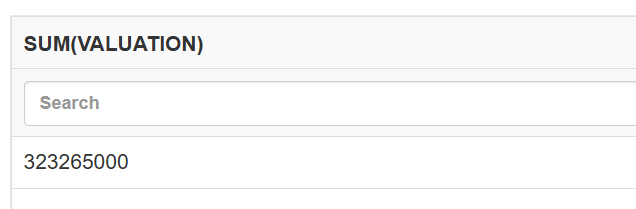 SUM(VALUATION)
Search
323265000